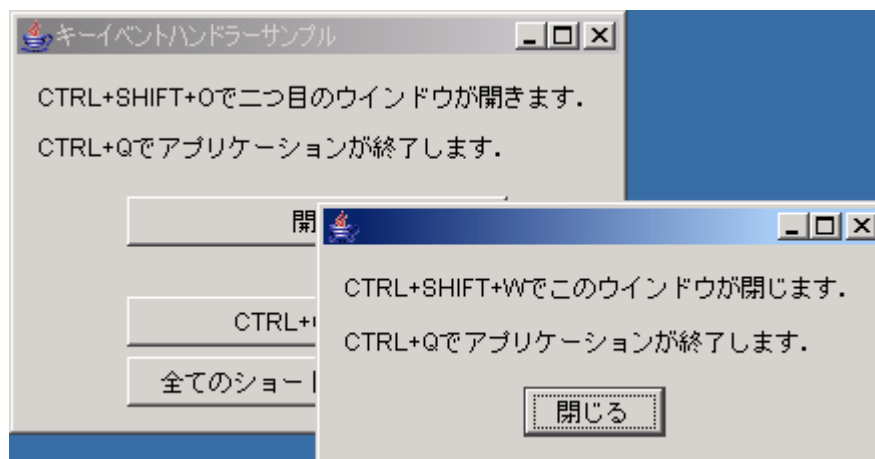 キーイベントハンドラーサンプル
CTRL+SHIFT+Oで二つ目のウインドウが開きます.
CTRL+Qでアプリケーションが終了します.
開
CTRL+
全てのショート
CTRL+SHIFT+Wでこのウインドウが閉じます.
CTRL+Qでアプリケーションが終了します.
閉じる